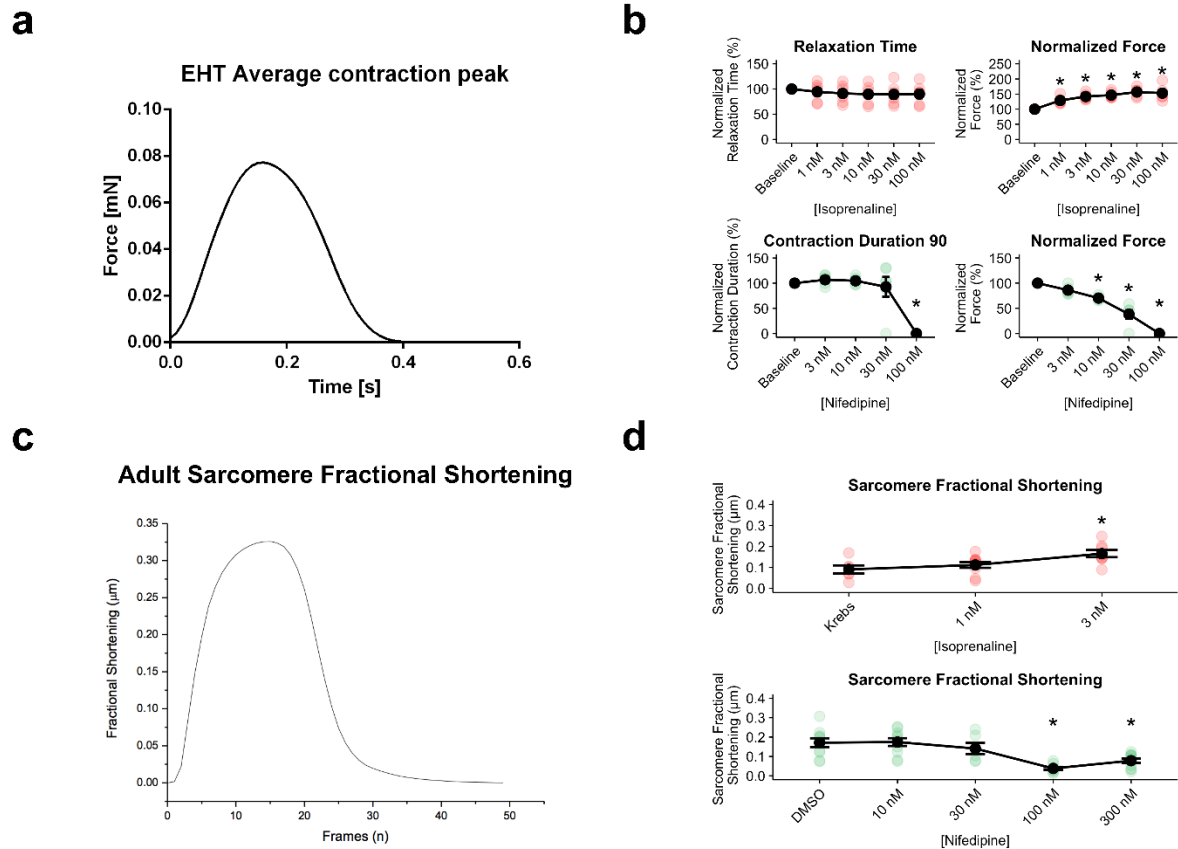 a
EHT Average contraction peak
Force [mN]
0.10
0.08
0.06
0.04
0.02
0.00
0.0 0.2 0.4 0.6
Time [s]
b
Relaxation Time
Normalized
Relaxation Time (%)
150
100
50
0
Baseline 1 nM 3 nM 10 nM 30 nM 100 nM
[Isoprenaline]
Normalized Force
Normalized
Force (%)
250
200
150
100
50
0
* * * * *
Baseline 1 nM 3 nM 10 nM 30 nM 100 nM
[Isoprenaline]
Contraction Duration 90
Normalized
Contraction Duration (%)
150
100
50
0
*
Baseline 3 nM 10 nM 30 nM 100 nM
[Nifedipine]
Normalized Force
Normalized
Force (%)
150
100
50
0
* * *
Baseline 3 nM 10 nM 30 nM 100 nM
[Nifedipine]
c
Adult Sarcomere Fractional Shortening
Fractional Shortening (µm)
0.35
0.30
0.25
0.20
0.15
0.10
0.05
0.00
0 10 20 30 40 50
Frames (n)
d
Sarcomere Fractional Shortening
Sarcomere Fractional
Shortening (µm)
0.4
0.3
0.2
0.1
0.0
*
Krebs 1 nM 3 nM
[Isoprenaline]
Sarcomere Fractional Shortening
Sarcomere Fractional
Shortening (µm)
0.4
0.3
0.2
0.1
0.0
* *
DMSO 10 nM 30 nM 100 nM 300 nM
[Nifedipine]